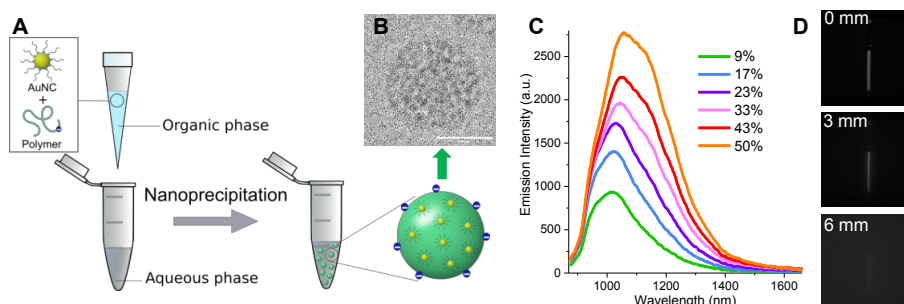 A
AuNC
+
Polymer
Organic phase
Nanoprecipitation
Aqueous phase
B
C
Emission Intensity (a.u.)
2500
2000
1500
1000
500
0
9%
17%
23%
33%
43%
50%
1000
1200
1400
1600
Wavelength (nm)
D
0 mm
3 mm
6 mm